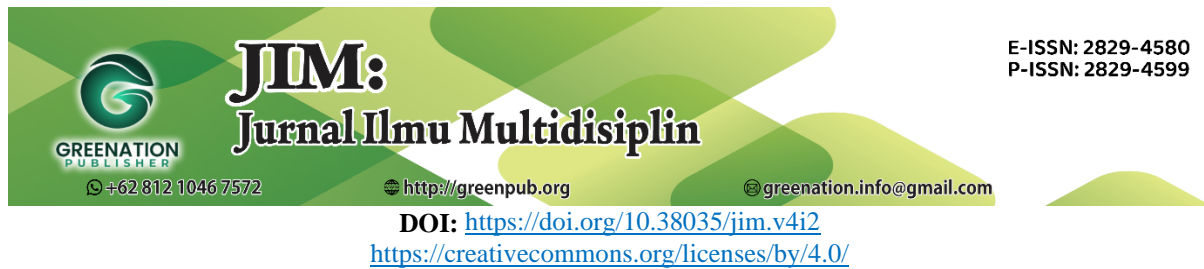 E-ISSN: 2829-4580
P-ISSN: 2829-4599
JIM:
Jurnal Ilmu Multidisiplin
GREENATION
PUBLISHER
+62 812 1046 7572
http://greenpub.org
greenation.info@gmail.com
DOI: https://doi.org/10.38035/jim.v4i2
https://creativecommons.org/licenses/by/4.0/